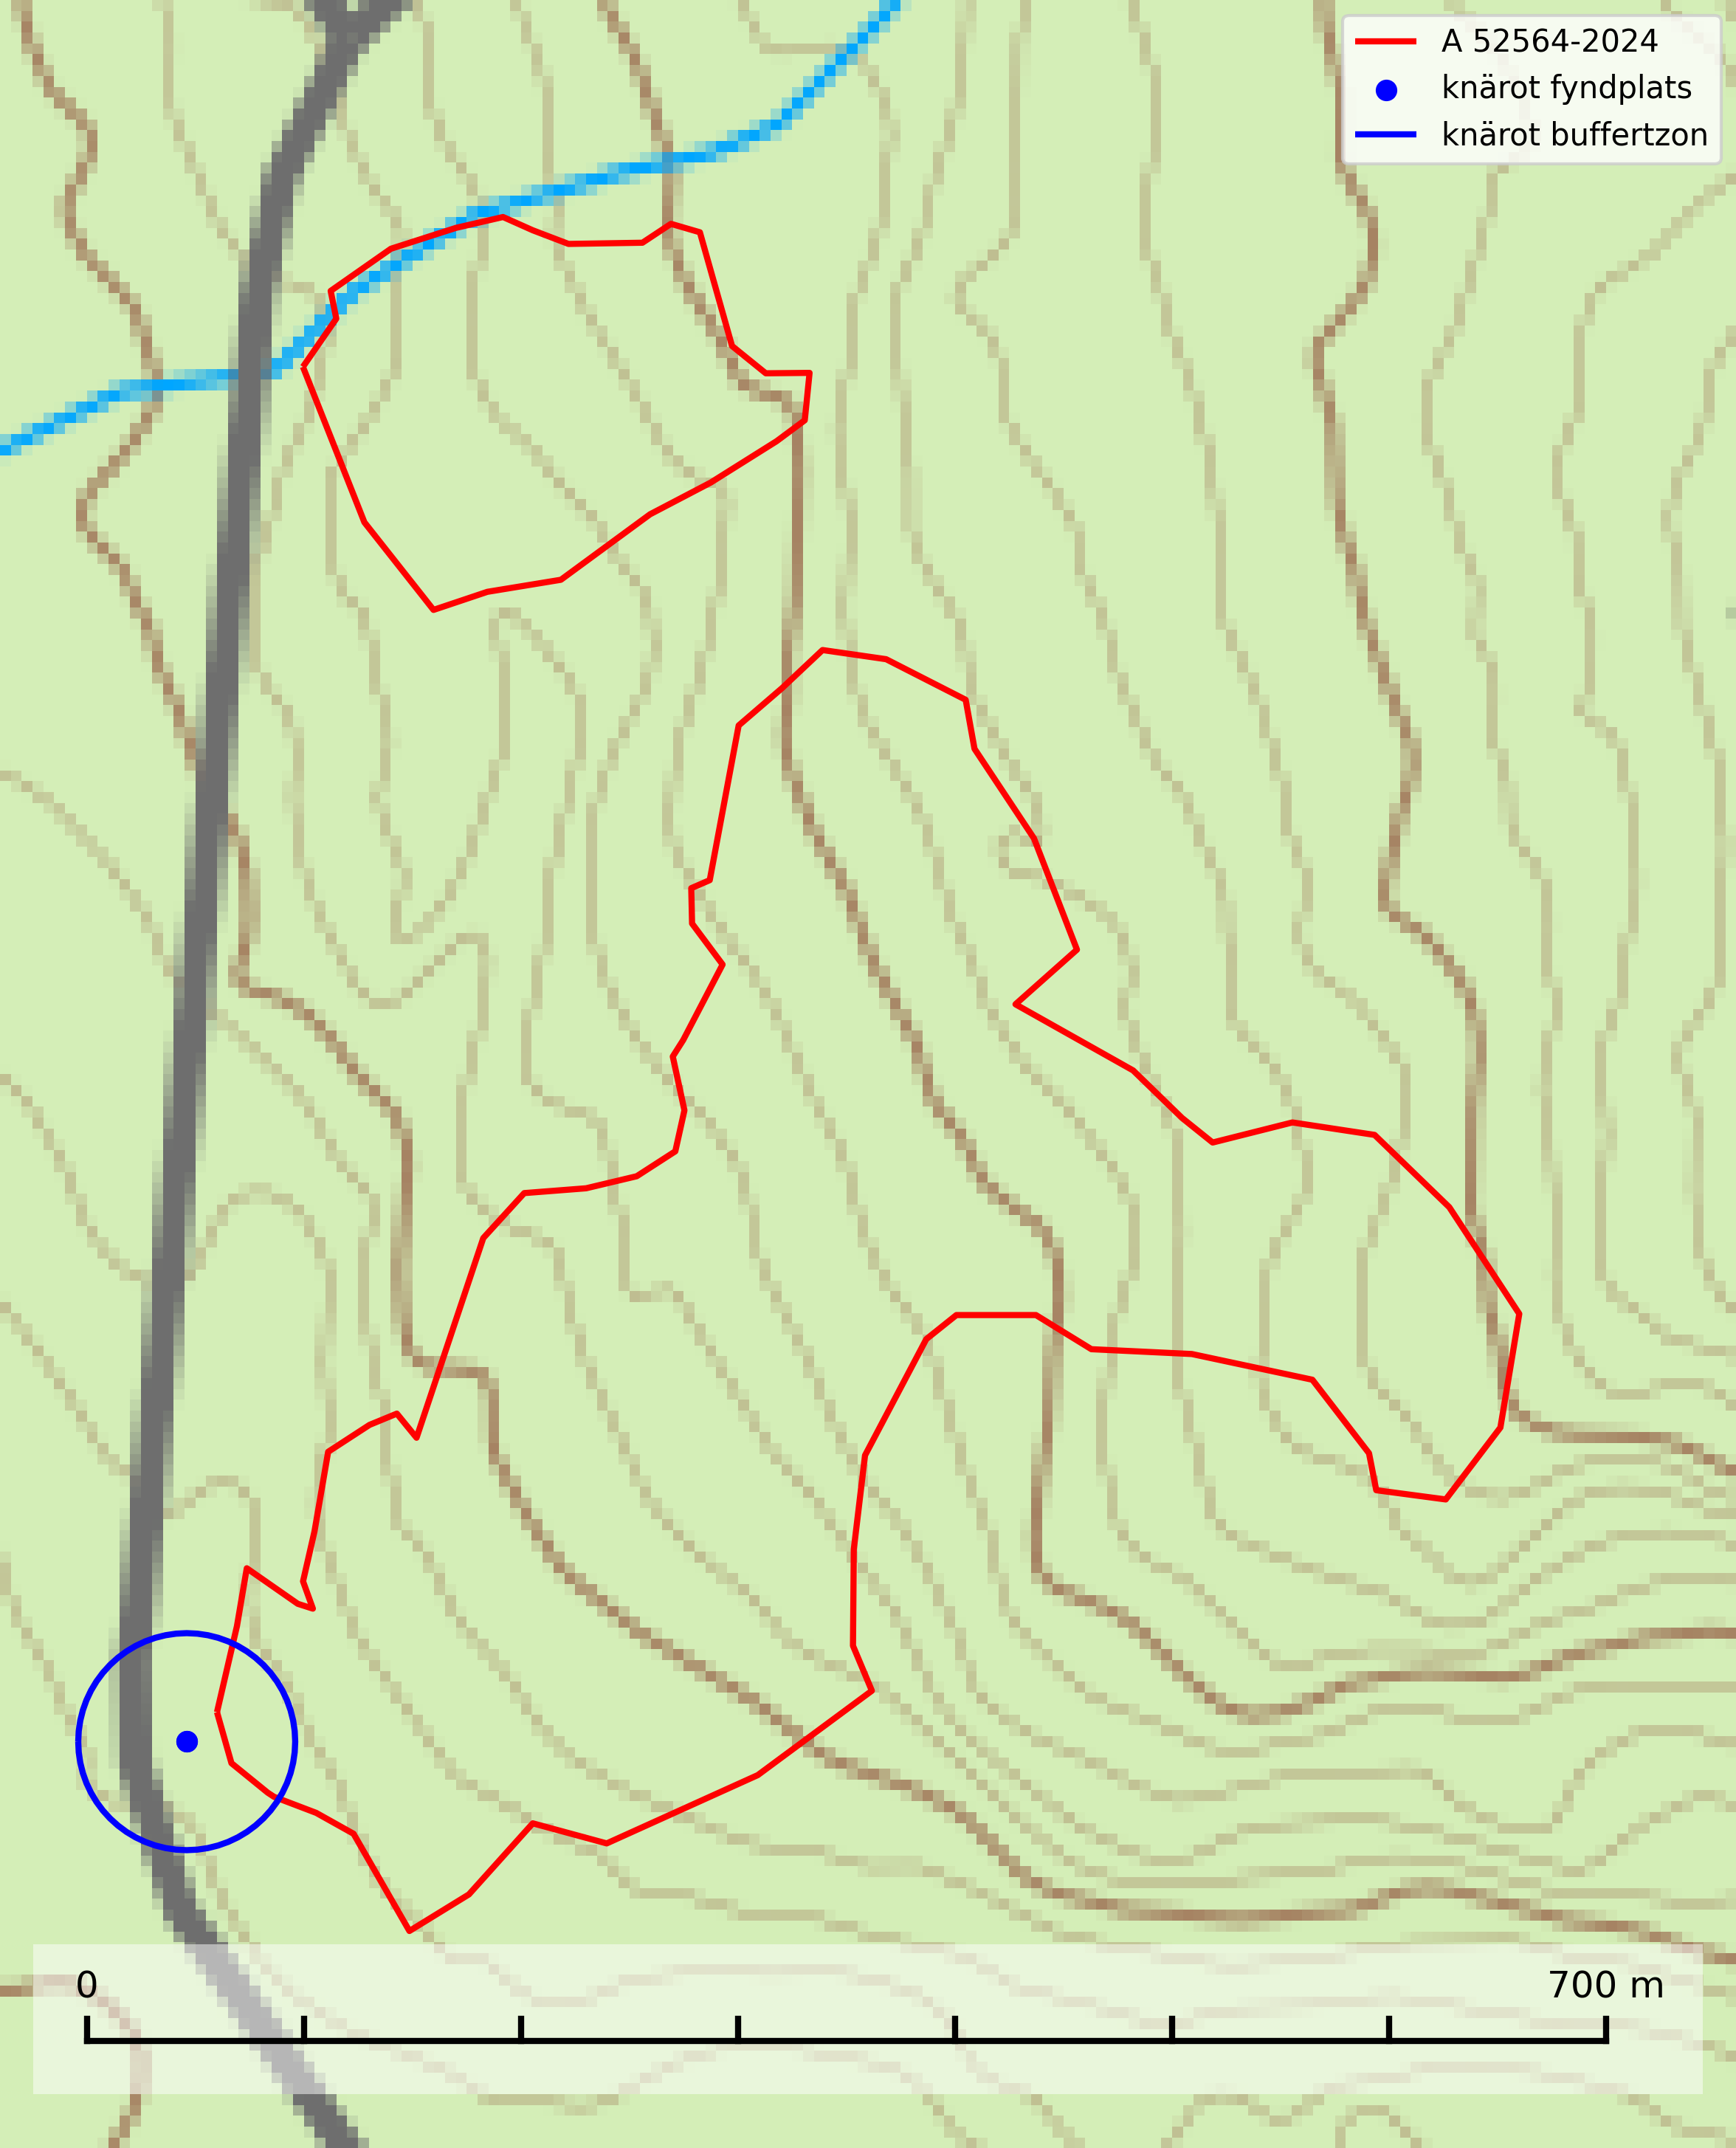 A 52564-2024
knärot fyndplats
knärot buffertzon
0 700 m